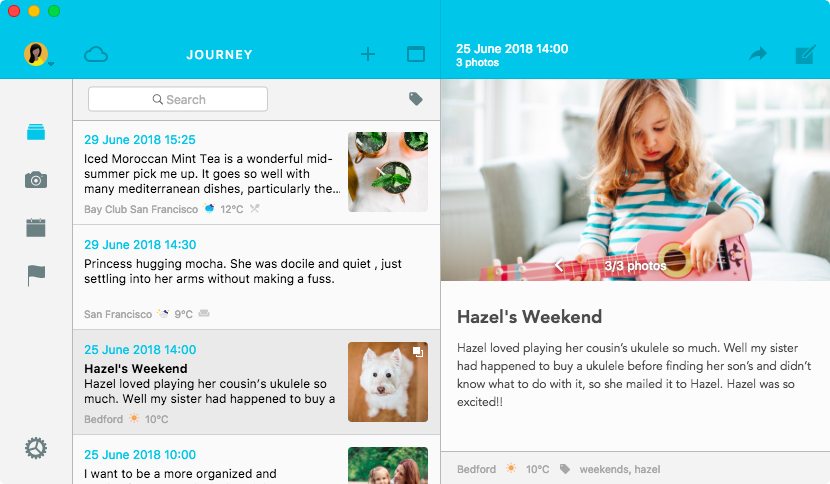 JOURNEY
25 June 2018 14:00
3 photos
Search
29 June 2018 15:25
Iced Moroccan Mint Tea is a wonderful mid-
summer pick me up. It goes so well with
many mediterranean dishes, particularly the...
Bay Club San Francisco 12°C
29 June 2018 14:30
Princess hugging mocha. She was docile and quiet , just
settling into her arms without making a fuss.
San Francisco 9°C
25 June 2018 14:00
Hazel's Weekend
Hazel loved playing her cousin's ukulele so
much. Well my sister had happened to buy a
Bedford 10°C
25 June 2018 10:00
I want to be a more organized and
3/3 photos
Hazel's Weekend
Hazel loved playing her cousin's ukulele so much. Well my sister
had happened to buy a ukulele before finding her son's and didn't
know what to do with it, so she mailed it to Hazel. Hazel was so
excited!!
Bedford 10°C weekends, hazel